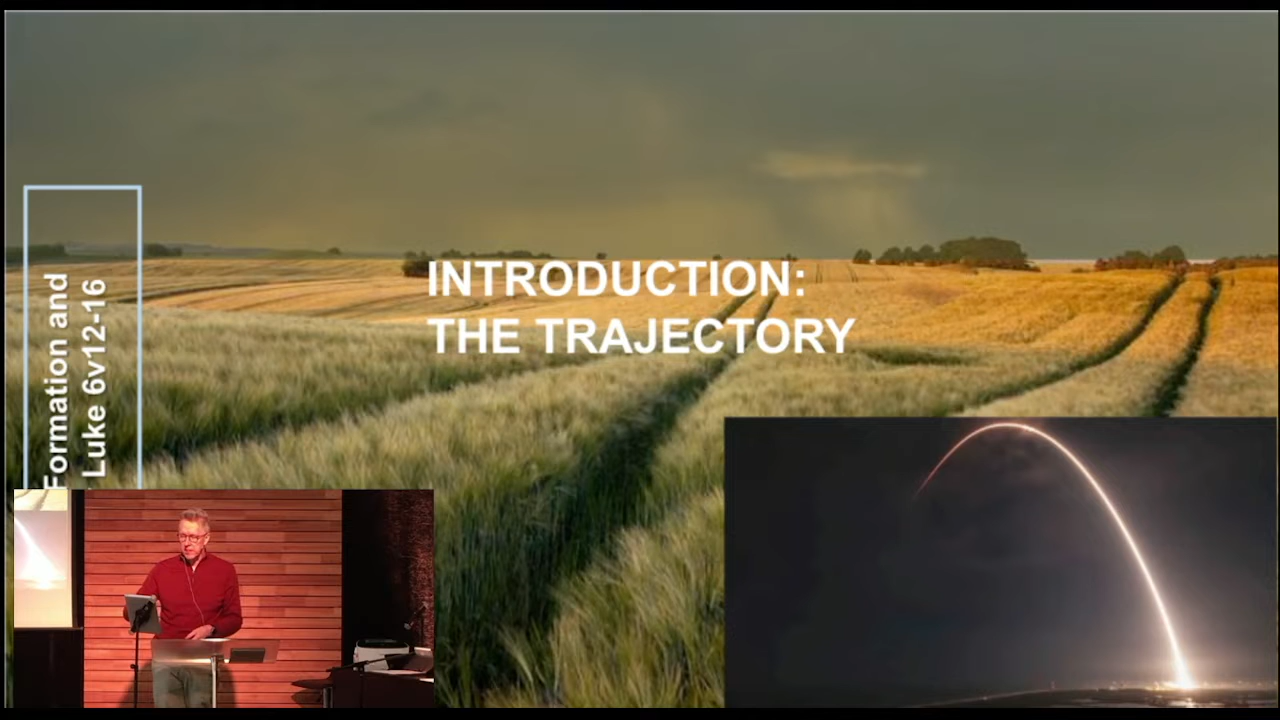 INTRODUCTION:
THE TRAJECTORY
Formation and
Luke 6v12-16